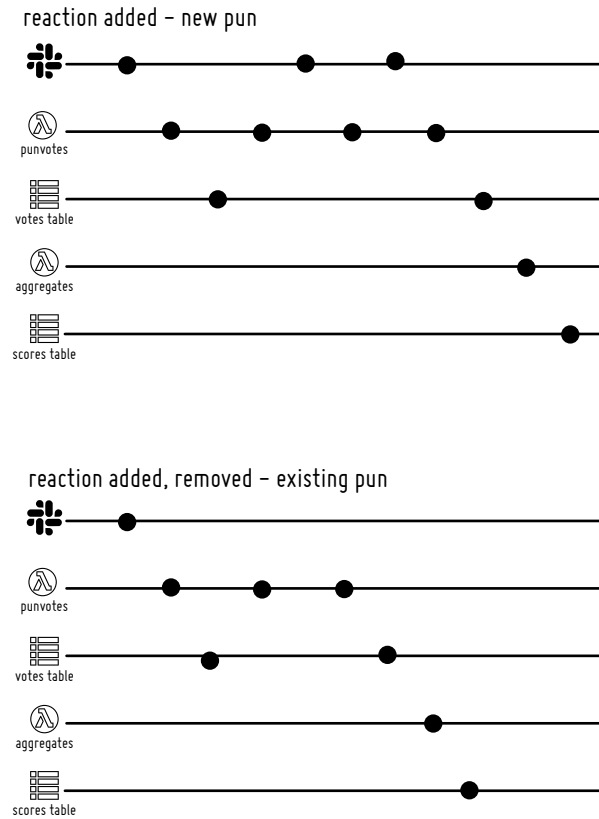 reaction added - new pun
punvotes
votes table
aggregates
scores table
reaction added, removed - existing pun
punvotes
votes table
aggregates
scores table